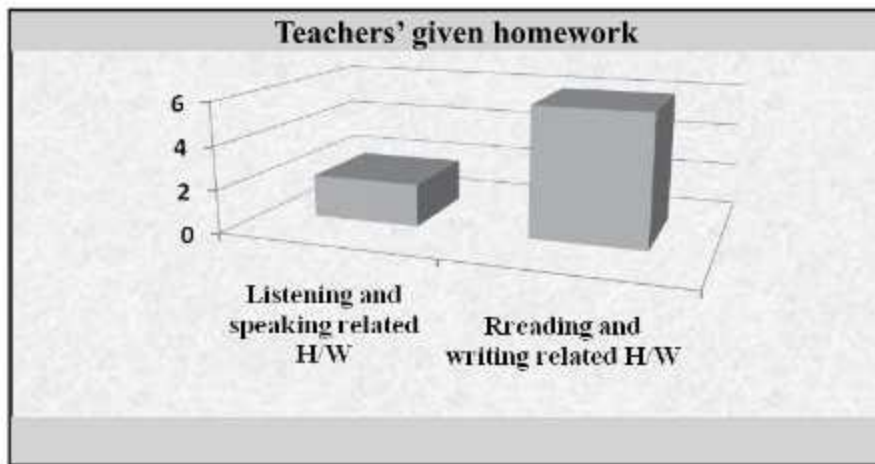 Teachers' given homework
6
4
2
0
Listening and
speaking related
H/W
Rreading and
writing related H/W